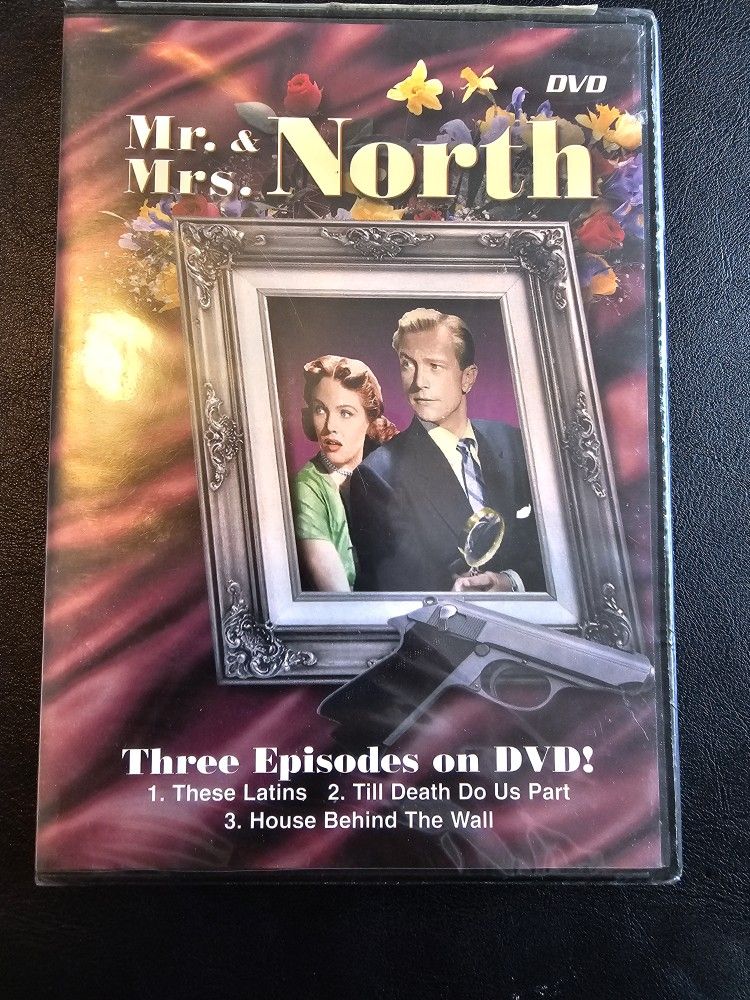 DVD
Mr. &
Mrs. North
Three Episodes on DVD!
1. These Latins 2. Till Death Do Us Part
3. House Behind The Wall